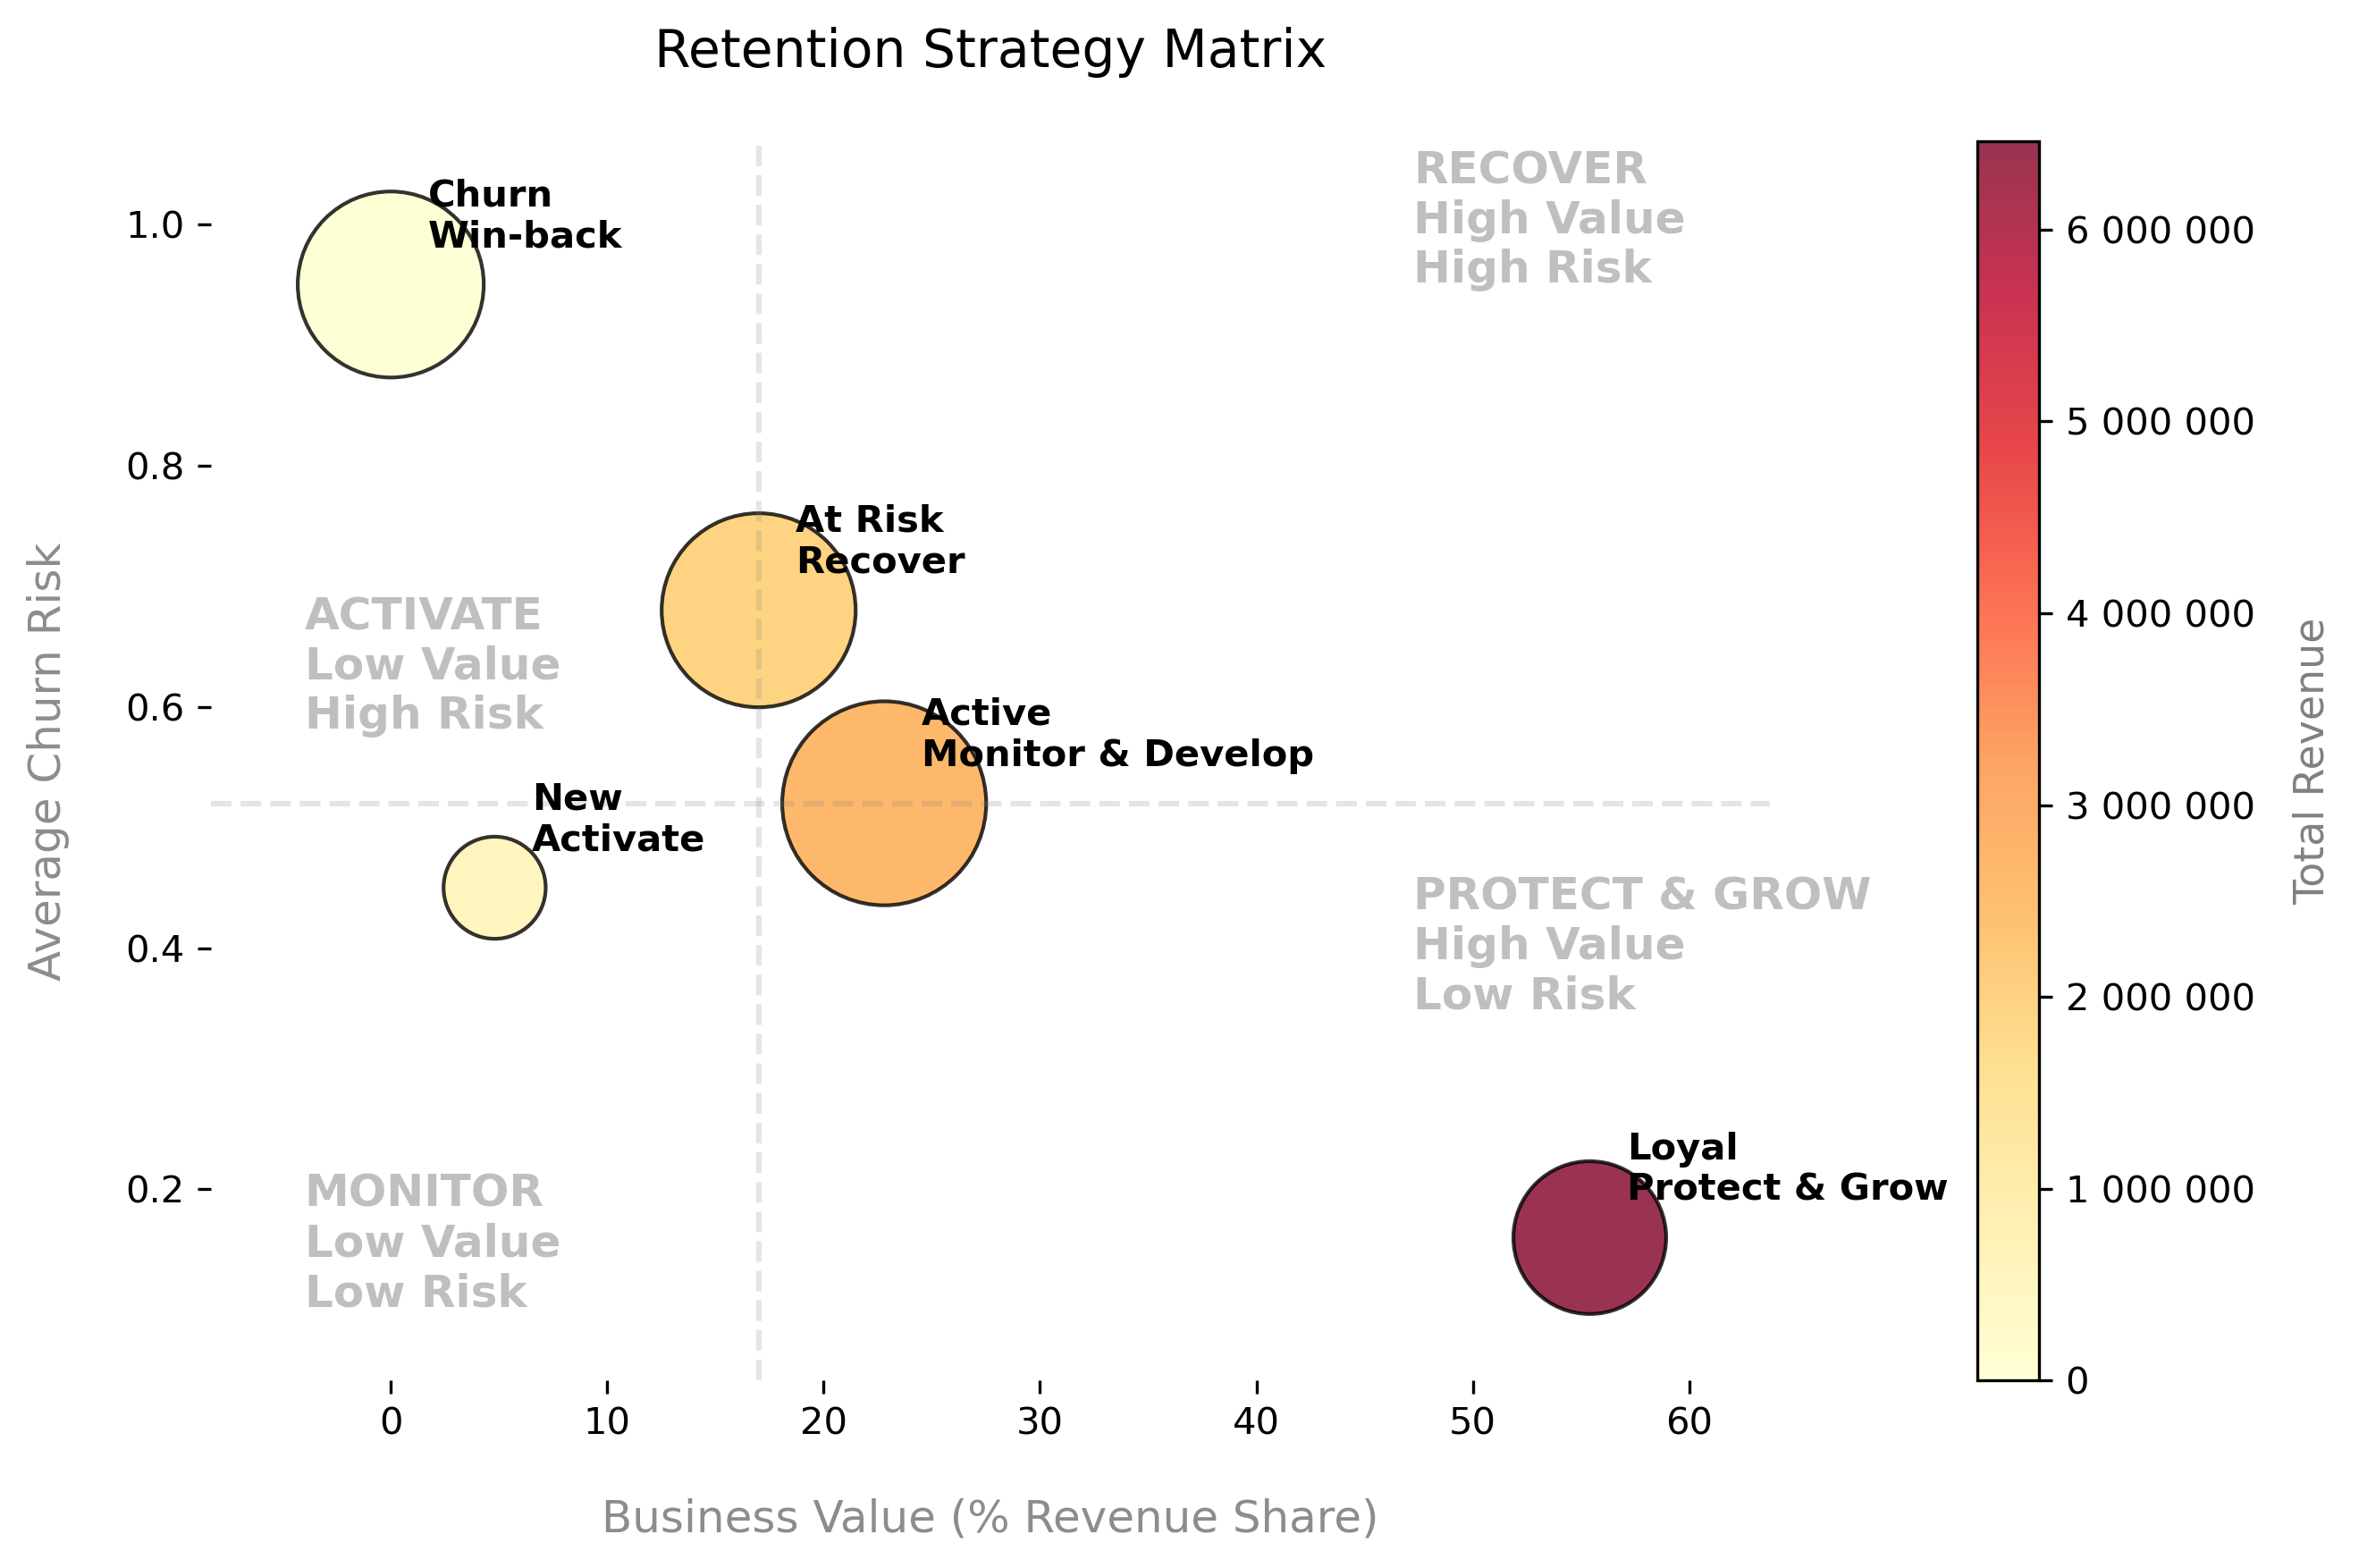 Retention Strategy Matrix
Churn
Win-back
RECOVER
High Value
High Risk
At Risk
Recover
ACTIVATE
Low Value
High Risk
Active
Monitor & Develop
New
Activate
PROTECT & GROW
High Value
Low Risk
MONITOR
Low Value
Low Risk
Loyal
Protect & Grow
Average Churn Risk
1.0
0.8
0.6
0.4
0.2
0
10
20
30
40
50
60
Business Value (% Revenue Share)
6 000 000
5 000 000
4 000 000
3 000 000
2 000 000
1 000 000
0
Total Revenue